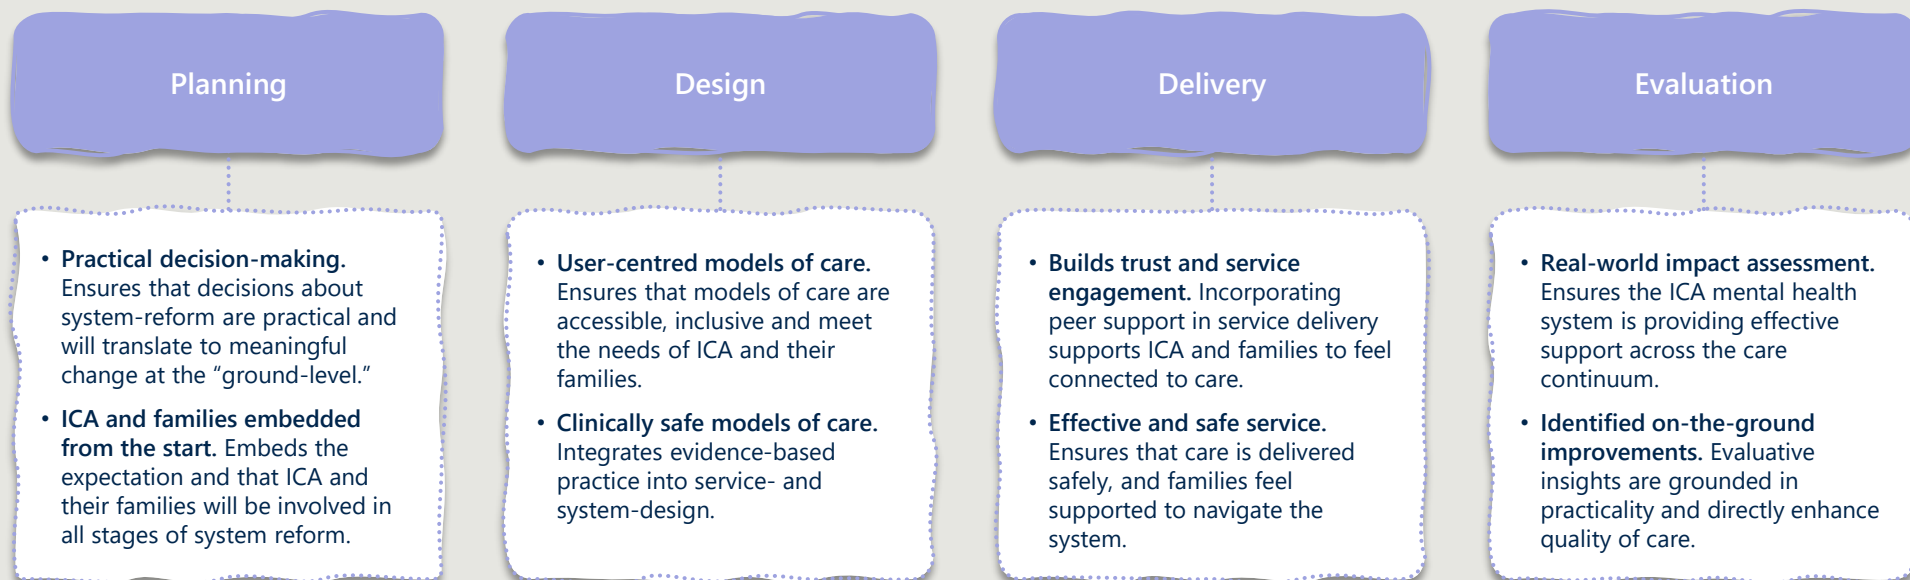 Planning
• Practical decision-making.
Ensures that decisions about
system-reform are practical and
will translate to meaningful
change at the “ground-level.”
• ICA and families embedded
from the start. Embeds the
expectation and that ICA and
their families will be involved in
all stages of system reform.
Design
• User-centred models of care.
Ensures that models of care are
accessible, inclusive and meet
the needs of ICA and their
families.
• Clinically safe models of care.
Integrates evidence-based
practice into service- and
system-design.
Delivery
• Builds trust and service
engagement. Incorporating
peer support in service delivery
supports ICA and families to feel
connected to care.
• Effective and safe service.
Ensures that care is delivered
safely, and families feel
supported to navigate the
system.
Evaluation
• Real-world impact assessment.
Ensures the ICA mental health
system is providing effective
support across the care
continuum.
• Identified on-the-ground
improvements. Evaluative
insights are grounded in
practicality and directly enhance
quality of care.